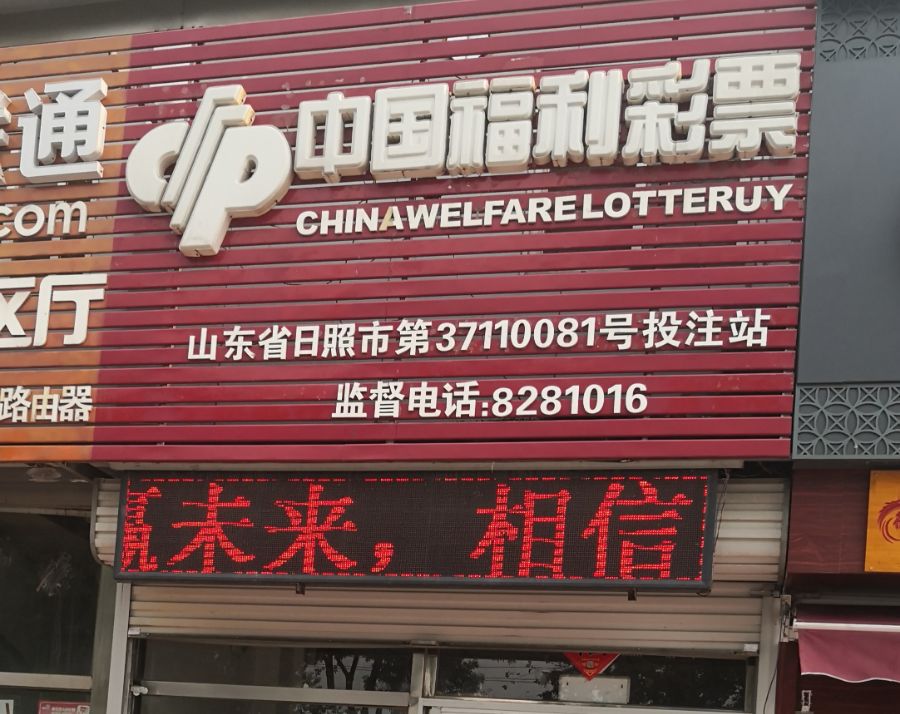 中国福利彩票
CHINAWELFARELOTTERUY
山东省日照市第37110081号投注站
监督电话:8281016
未来，相信
通
.com
区厅
路由器